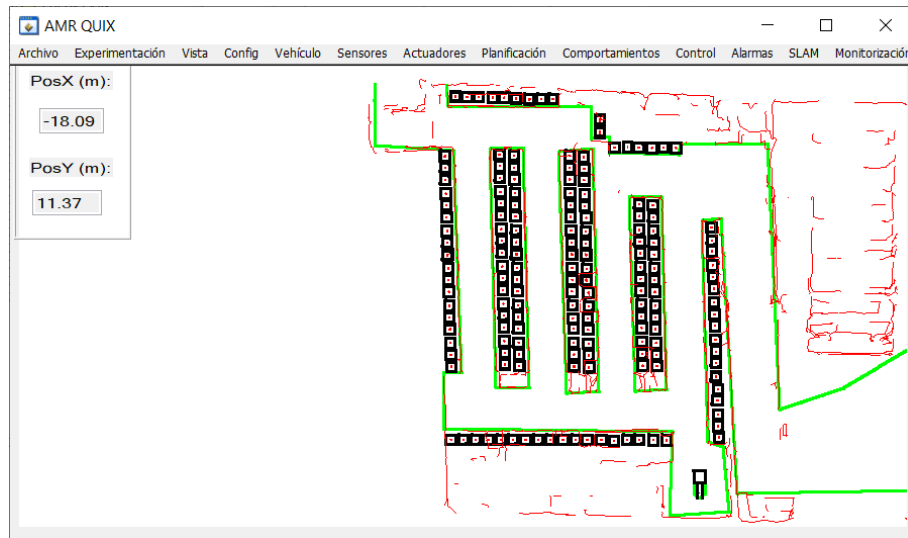 AMR QUIX
Archivo Experimentación Vista Config Vehículo Sensores Actuadores Planificación Comportamientos Control Alarmas SLAM Monitorización
PosX (m):
-18.09
PosY (m):
11.37